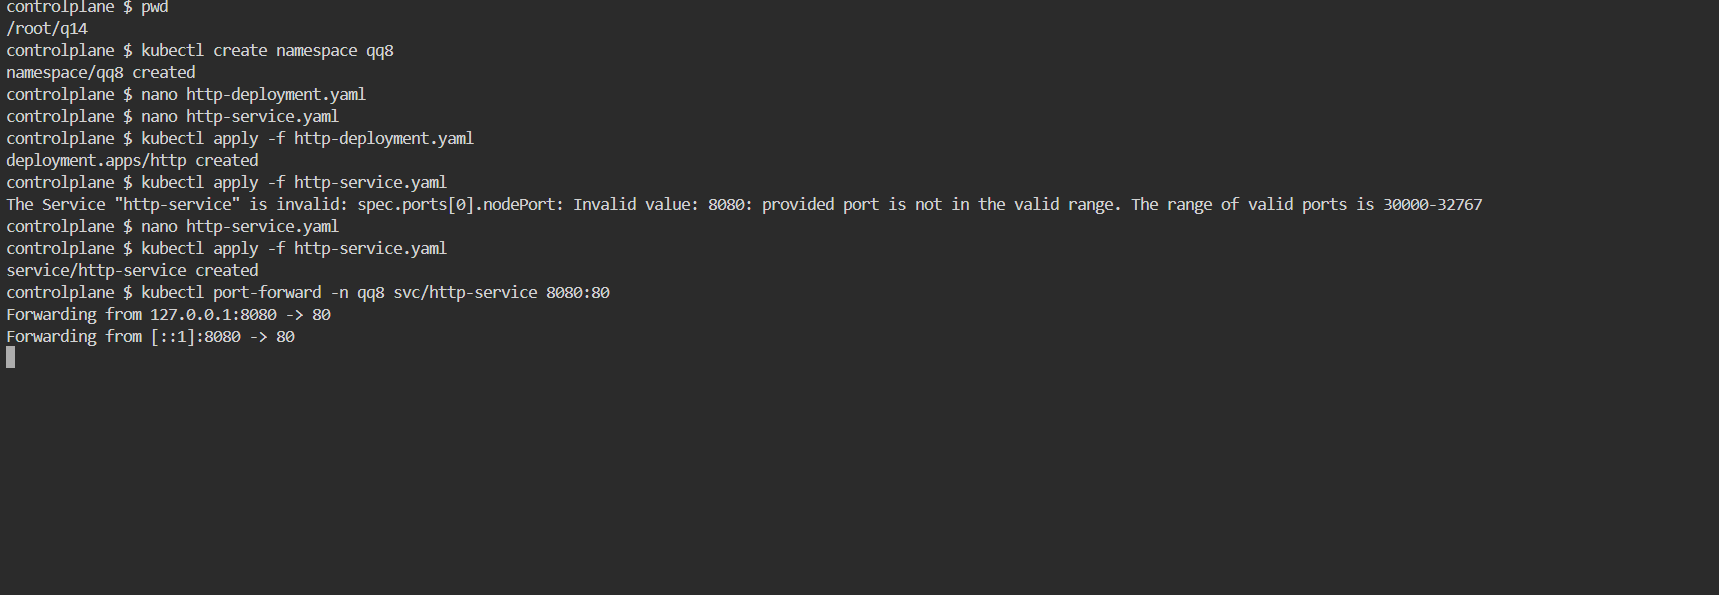 controlplane $ pwd
/root/q14
controlplane $ kubectl create namespace qq8
namespace/qq8 created
controlplane $ nano http-deployment.yaml
controlplane $ nano http-service.yaml
controlplane $ kubectl apply -f http-deployment.yaml
deployment.apps/http created
controlplane $ kubectl apply -f http-service.yaml
The Service "http-service" is invalid: spec.ports[0].nodePort: Invalid value: 8080: provided port is not in the valid range. The range of valid ports is 30000-32767
controlplane $ nano http-service.yaml
controlplane $ kubectl apply -f http-service.yaml
service/http-service created
controlplane $ kubectl port-forward -n qq8 svc/http-service 8080:80
Forwarding from 127.0.0.1:8080 -> 80
Forwarding from [::1]:8080 -> 80